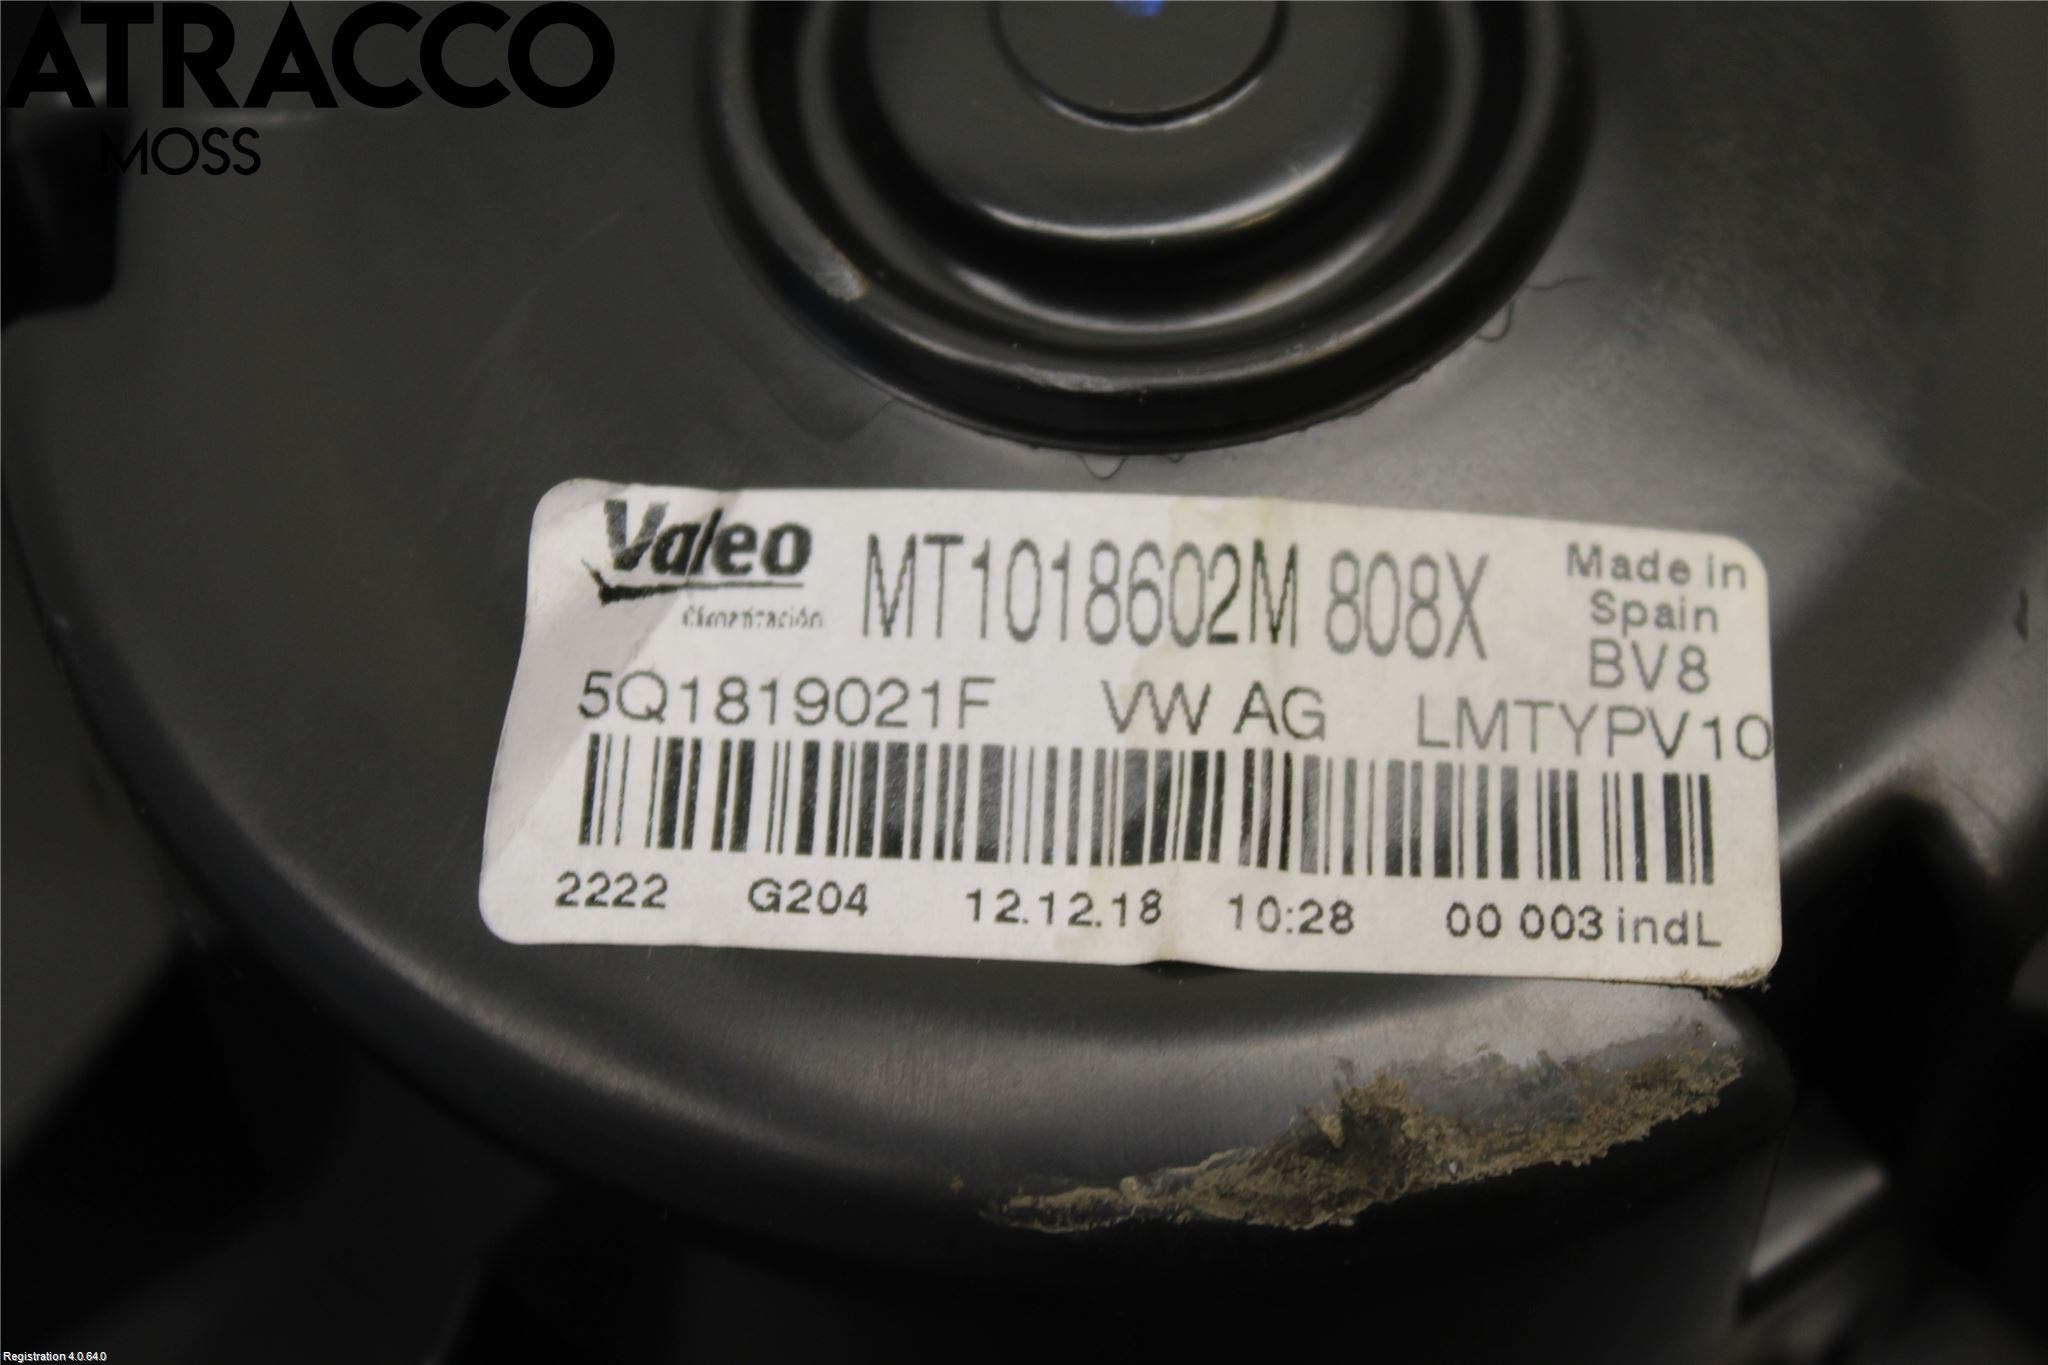 ATRACCO
MOSS
Valeo
Climatización
MT1018602M 808X
Made in
Spain
BV8
5Q1819021F VW AG LMTYPV10
2222 G204 12.12.18 10:28 00 003 indL
Registration 4.0.64.0